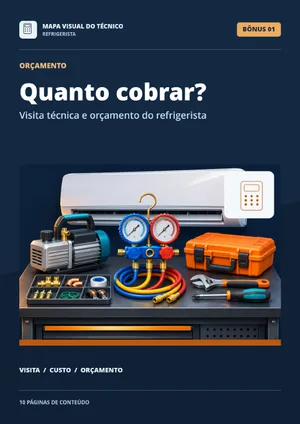 MAPA VISUAL DO TÉCNICO
REFRIGERISTA
BÔNUS 01
ORÇAMENTO
Quanto cobrar?
Visita técnica e orçamento do refrigerista
VISITA / CUSTO / ORÇAMENTO
10 PÁGINAS DE CONTEÚDO